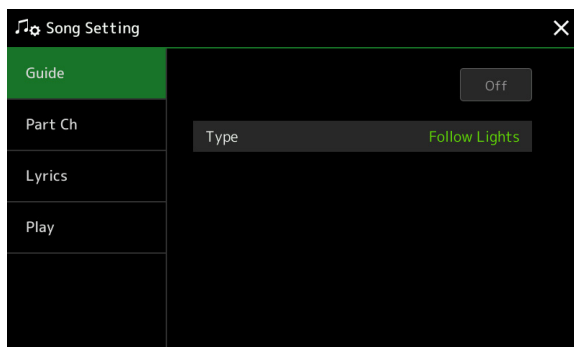 Song Setting
Guide
Off
Part Ch
Type Follow Lights
Lyrics
Play